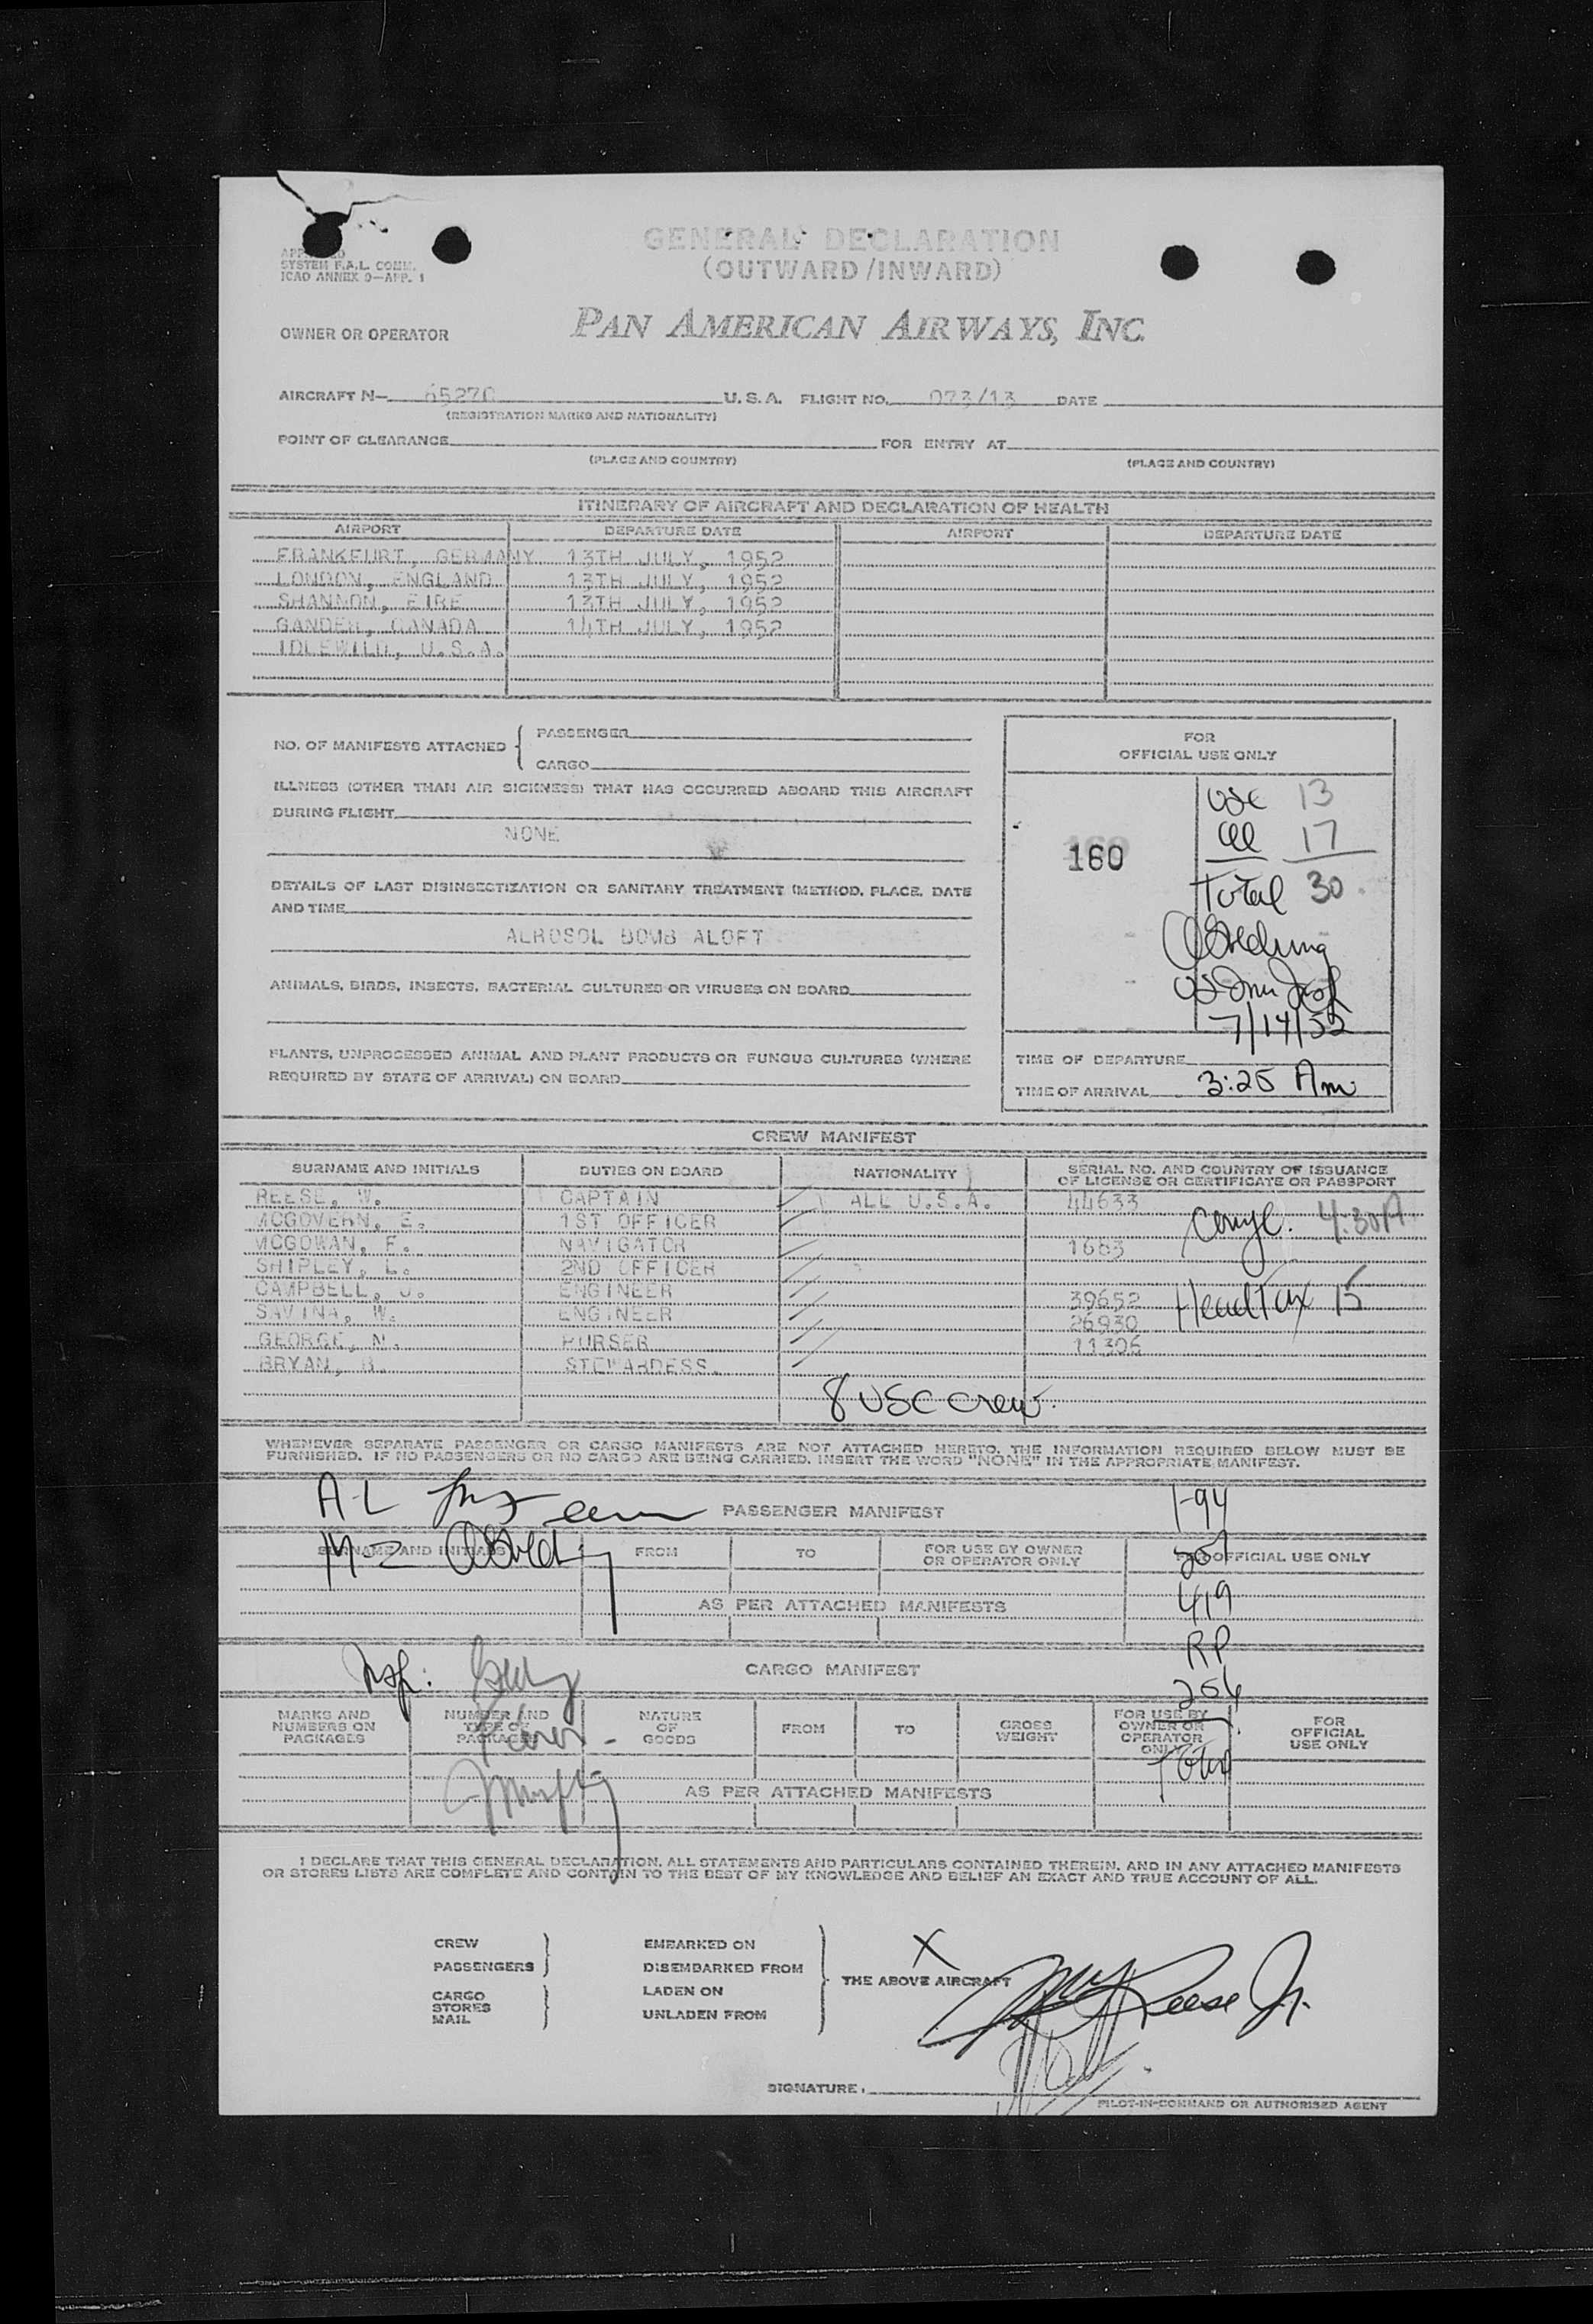 GENERAL DECLARATION
(OUTWARD/INWARD)
SYSTEM F.A.L. COMM.
ICAO ANNEX 9—APP. 1
OWNER OR OPERATOR PAN AMERICAN AIRWAYS, INC.
AIRCRAFT N— U.S.A. FLIGHT NO. 073/13 DATE
(REGISTRATION MARKS AND NATIONALITY)
POINT OF CLEARANCE FOR ENTRY AT
(PLACE AND COUNTRY) (PLACE AND COUNTRY)
ITINERARY OF AIRCRAFT AND DECLARATION OF HEALTH
AIRPORT DEPARTURE DATE AIRPORT DEPARTURE DATE
FRANKFURT, GERMANY 13TH JULY, 1952
LONDON, ENGLAND 13TH JULY, 1952
SHANNON, EIRE 13TH JULY, 1952
GANDER, CANADA 14TH JULY, 1952
IDLEWILD, U.S.A.
NO. OF MANIFESTS ATTACHED { PASSENGER
CARGO
ILLNESS (OTHER THAN AIR SICKNESS) THAT HAS OCCURRED ABOARD THIS AIRCRAFT
DURING FLIGHT
NONE
DETAILS OF LAST DISINSECTIZATION OR SANITARY TREATMENT (METHOD, PLACE, DATE
AND TIME
AEROSOL BOMB ALOFT
ANIMALS, BIRDS, INSECTS, BACTERIAL CULTURES OR VIRUSES ON BOARD
PLANTS, UNPROCESSED ANIMAL AND PLANT PRODUCTS OR FUNGUS CULTURES (WHERE
REQUIRED BY STATE OF ARRIVAL) ON BOARD
FOR
OFFICIAL USE ONLY
USC 13
17
160
Total 30
7/14/52
TIME OF DEPARTURE
TIME OF ARRIVAL 3:25 Am
CREW MANIFEST
SURNAME AND INITIALS DUTIES ON BOARD NATIONALITY SERIAL NO. AND COUNTRY OF ISSUANCE
OF LICENSE OR CERTIFICATE OR PASSPORT
REESE, W. CAPTAIN ALL U.S.A. 44633
MCGOVERN, E. 1ST OFFICER 4:30A
MCGOWAN, F. NAVIGATOR 1683
SHIPLEY, L. 2ND OFFICER
CAMPBELL, J. ENGINEER 39652 Head Tax 15
SAVINA, W. ENGINEER 26930
GEORGE, N. PURSER 11306
BRYAN, B. STEWARDESS
8 USC crew
WHENEVER SEPARATE PASSENGER OR CARGO MANIFESTS ARE NOT ATTACHED HERETO, THE INFORMATION REQUIRED BELOW MUST BE
FURNISHED. IF NO PASSENGERS OR NO CARGO ARE BEING CARRIED, INSERT THE WORD "NONE" IN THE APPROPRIATE MANIFEST.
A-L PASSENGER MANIFEST I-94
M-Z
SURNAME AND INITIALS FROM TO FOR USE BY OWNER
OR OPERATOR ONLY FOR OFFICIAL USE ONLY
257
419
AS PER ATTACHED MANIFESTS
RP
Insp: CARGO MANIFEST
256
MARKS AND
NUMBERS ON
PACKAGES
NUMBER AND
TYPE OF
PACKAGES
NATURE
OF
GOODS
FROM TO
GROSS
WEIGHT
FOR USE BY
OWNER OR
OPERATOR
ONLY
FOR
OFFICIAL
USE ONLY
AS PER ATTACHED MANIFESTS
I DECLARE THAT THIS GENERAL DECLARATION, ALL STATEMENTS AND PARTICULARS CONTAINED THEREIN, AND IN ANY ATTACHED MANIFESTS
OR STORES LISTS ARE COMPLETE AND CONTAIN TO THE BEST OF MY KNOWLEDGE AND BELIEF AN EXACT AND TRUE ACCOUNT OF ALL.
CREW
PASSENGERS
CARGO
STORES
MAIL
EMBARKED ON
DISEMBARKED FROM
LADEN ON
UNLADEN FROM
X
THE ABOVE AIRCRAFT
Reese Jr.
SIGNATURE
PILOT-IN-COMMAND OR AUTHORISED AGENT